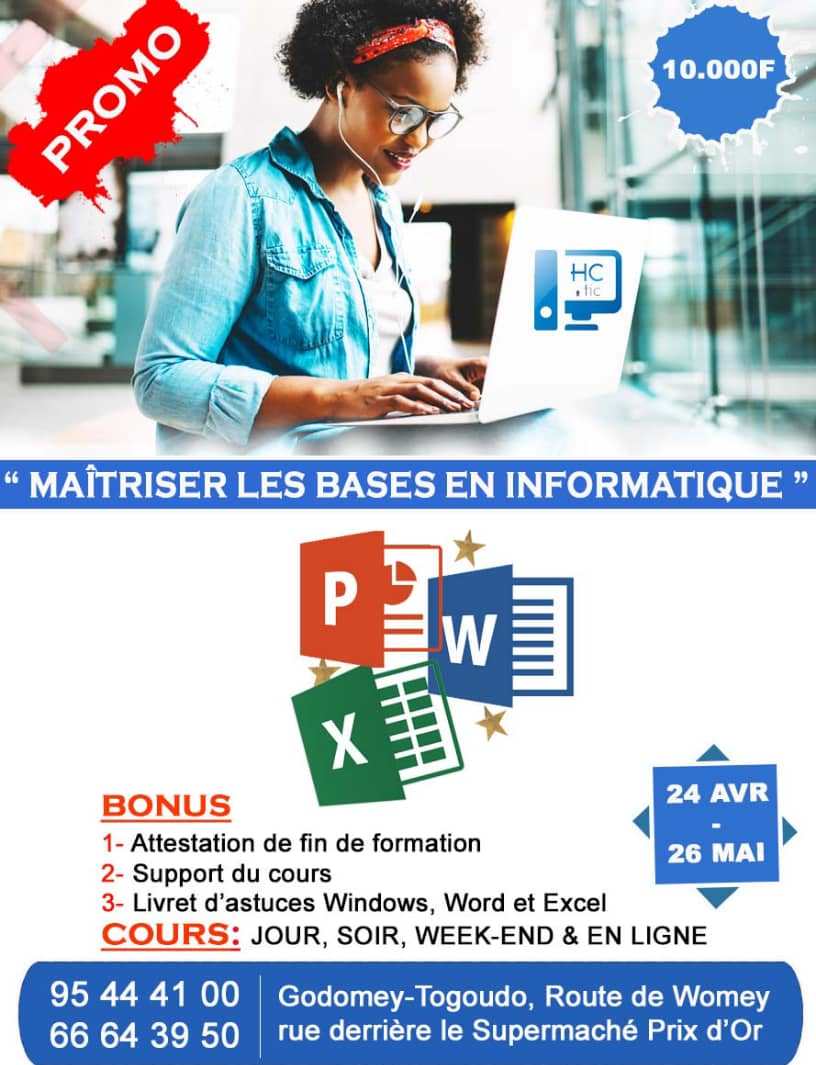 PROMO
10.000F
HC
tic
“ MAÎTRISER LES BASES EN INFORMATIQUE ”
P
W
X
BONUS
1- Attestation de fin de formation
2- Support du cours
3- Livret d’astuces Windows, Word et Excel
COURS: JOUR, SOIR, WEEK-END & EN LIGNE
24 AVR
-
26 MAI
95 44 41 00
66 64 39 50
Godomey-Togoudo, Route de Womey
rue derrière le Supermaché Prix d’Or